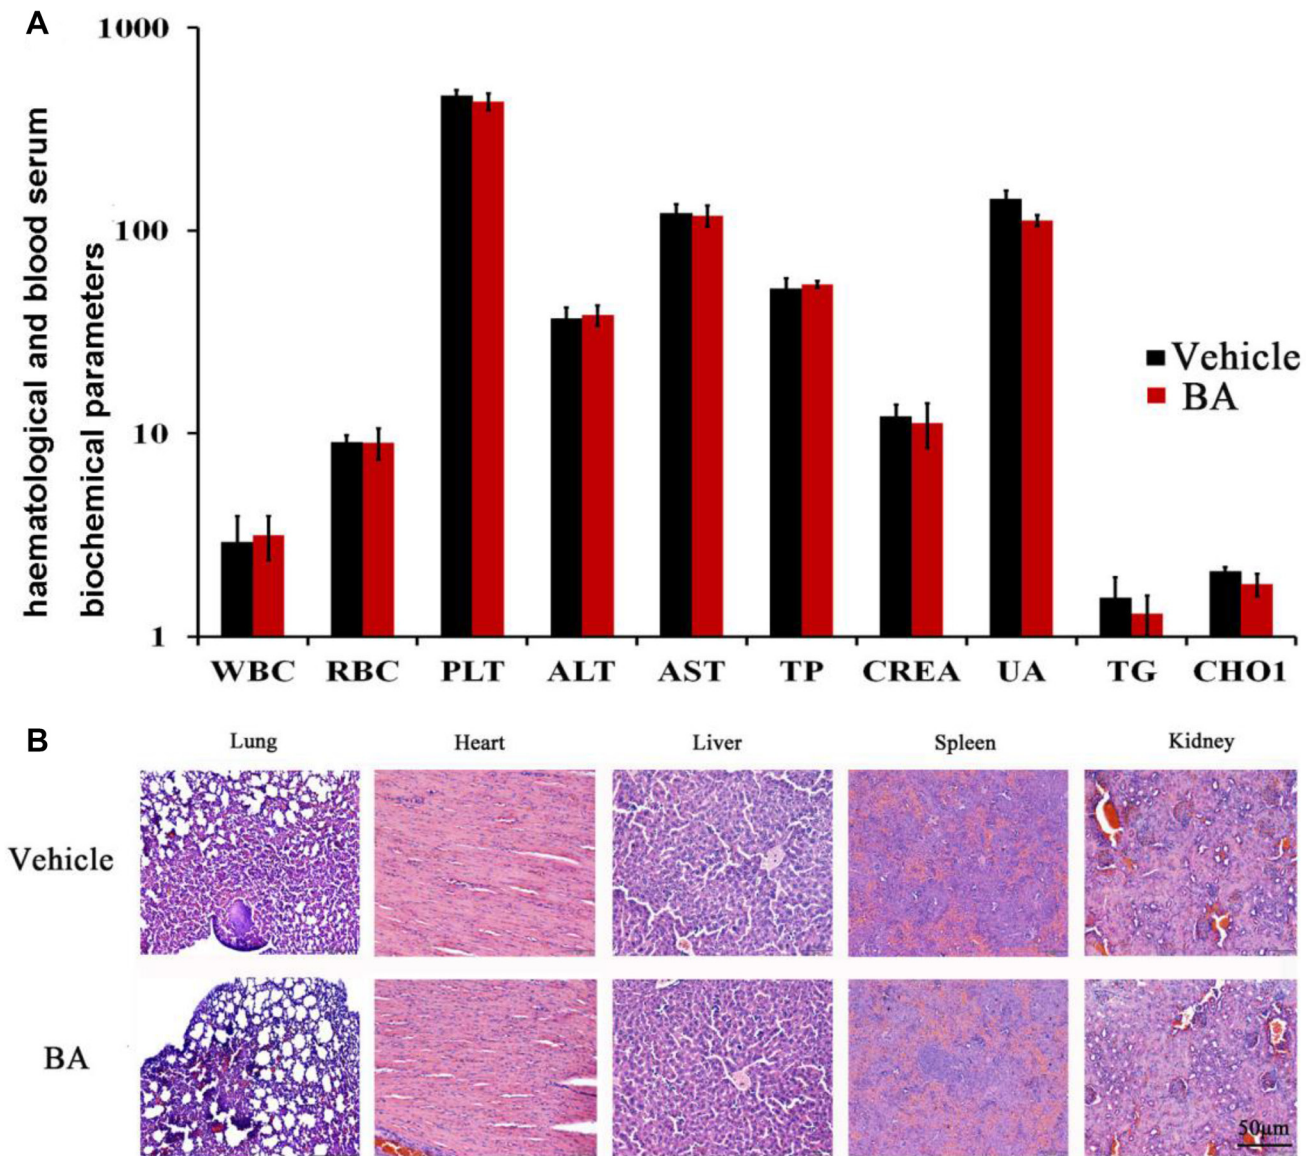 A
1000
100
10
1
haematological and blood serum
biochemical parameters
Vehicle
BA
WBC RBC PLT ALT AST TP CREA UA TG CHO1
B
Lung Heart Liver Spleen Kidney
Vehicle
BA
50μm